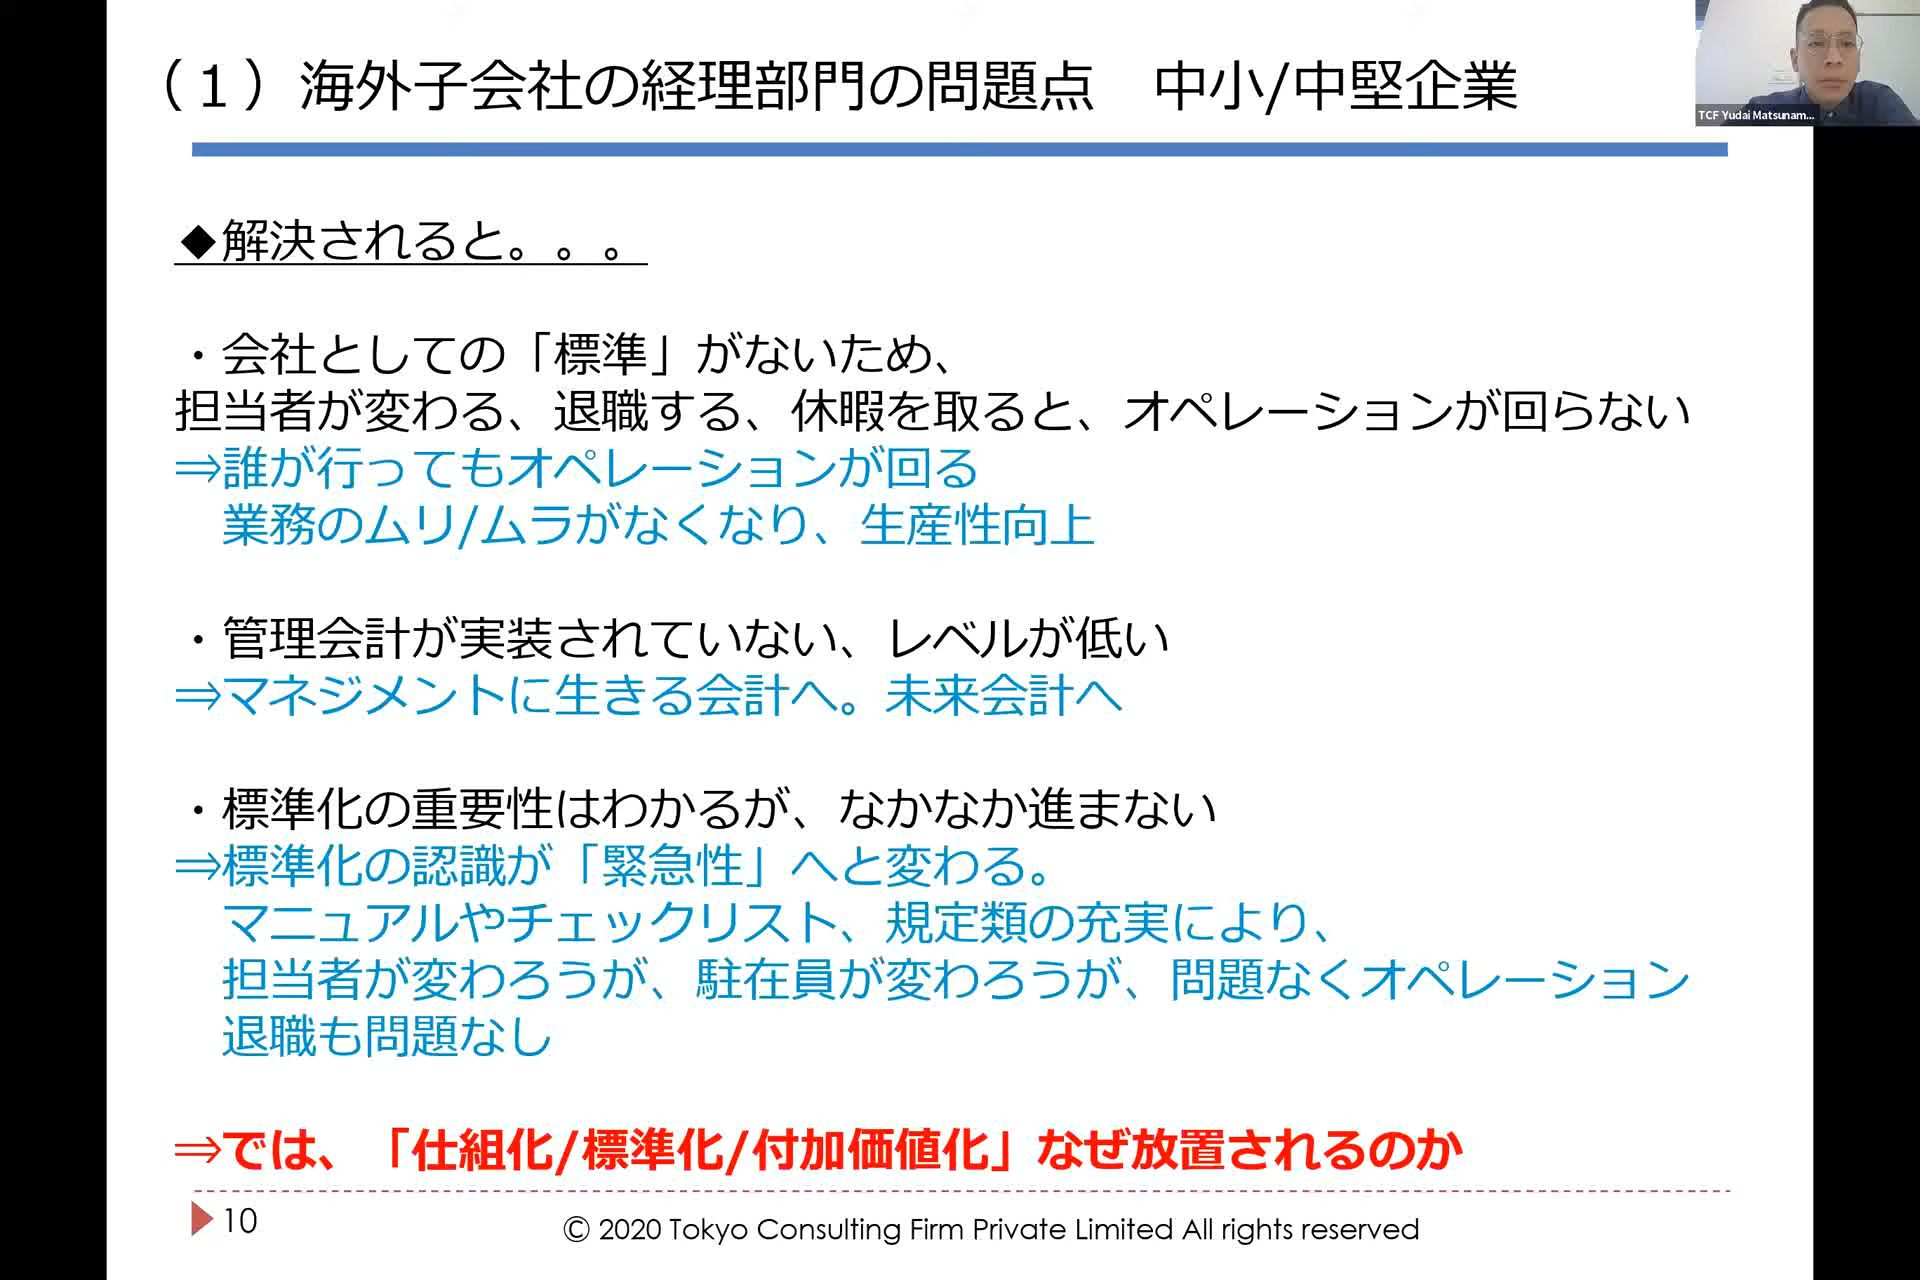 （１）海外子会社の経理部門の問題点　中小/中堅企業
TCF Yudai Matsunam...
◆解決されると。。。
・会社としての「標準」がないため、
担当者が変わる、退職する、休暇を取ると、オペレーションが回らない
⇒誰が行ってもオペレーションが回る
業務のムリ/ムラがなくなり、生産性向上
・管理会計が実装されていない、レベルが低い
⇒マネジメントに生きる会計へ。未来会計へ
・標準化の重要性はわかるが、なかなか進まない
⇒標準化の認識が「緊急性」へと変わる。
マニュアルやチェックリスト、規定類の充実により、
担当者が変わろうが、駐在員が変わろうが、問題なくオペレーション
退職も問題なし
⇒では、「仕組化/標準化/付加価値化」なぜ放置されるのか
10
© 2020 Tokyo Consulting Firm Private Limited All rights reserved